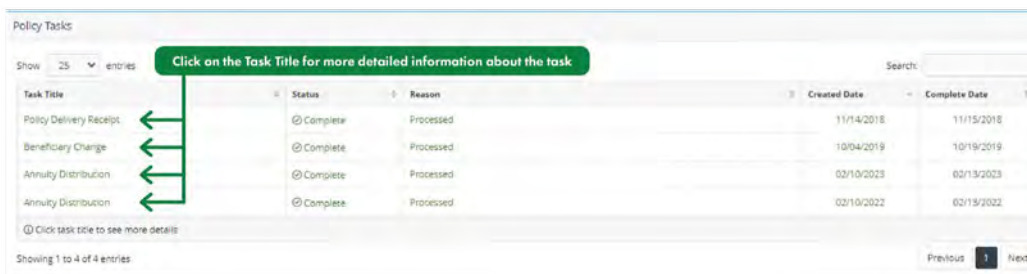 Policy Tasks
Click on the Task Title for more detailed information about the task
Show 25 entries Search:
Task Title Status Reason Created Date Complete Date
Policy Delivery Receipt Complete Processed 11/14/2018 11/15/2018
Beneficiary Change Complete Processed 10/04/2019 10/19/2019
Annuity Distribution Complete Processed 02/10/2023 02/13/2023
Annuity Distribution Complete Processed 02/10/2022 02/13/2022
Click task title to see more details
Showing 1 to 4 of 4 entries Previous 1 Next